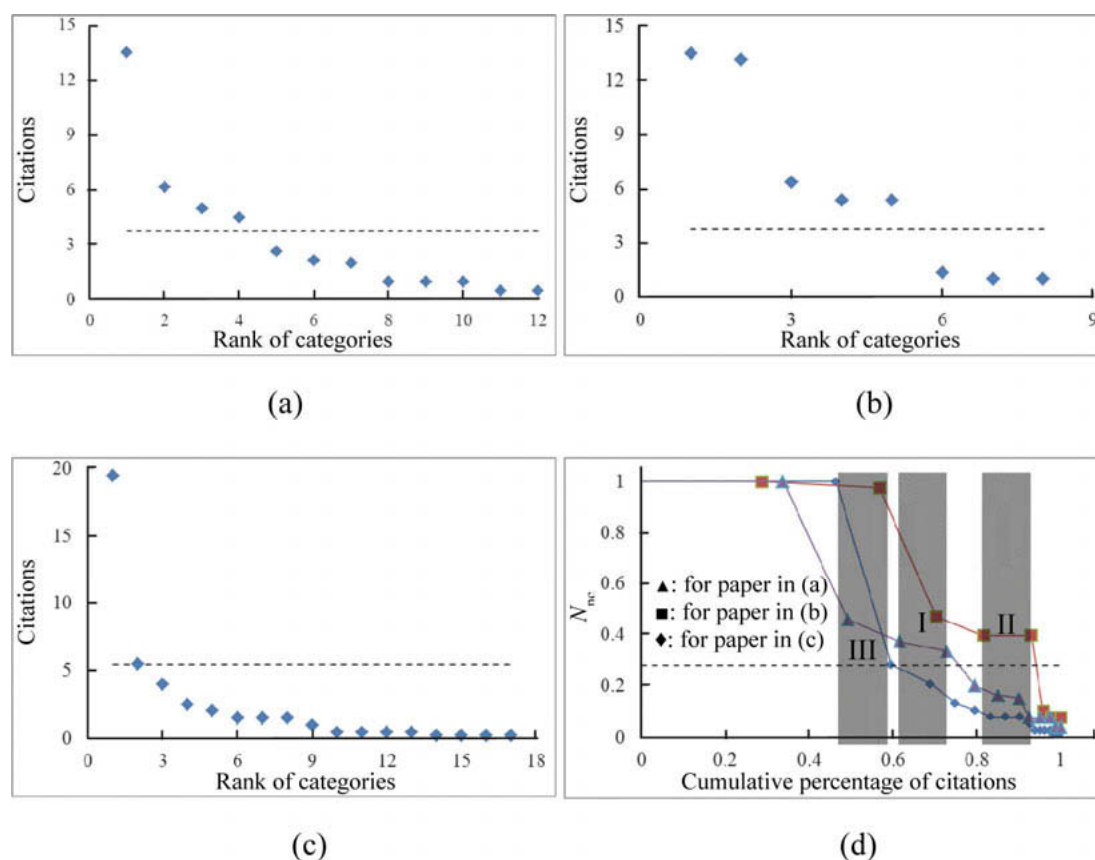 15
12
9
6
3
0
Citations
0 2 4 6 8 10 12
Rank of categories
(a)
15
12
9
6
3
0
Citations
0 3 6 9
Rank of categories
(b)
20
15
10
5
0
Citations
0 3 6 9 12 15 18
Rank of categories
(c)
1
0.8
0.6
0.4
0.2
0
N_nc
▲: for paper in (a)
■: for paper in (b)
◆: for paper in (c)
III
I
II
0 0.2 0.4 0.6 0.8 1
Cumulative percentage of citations
(d)